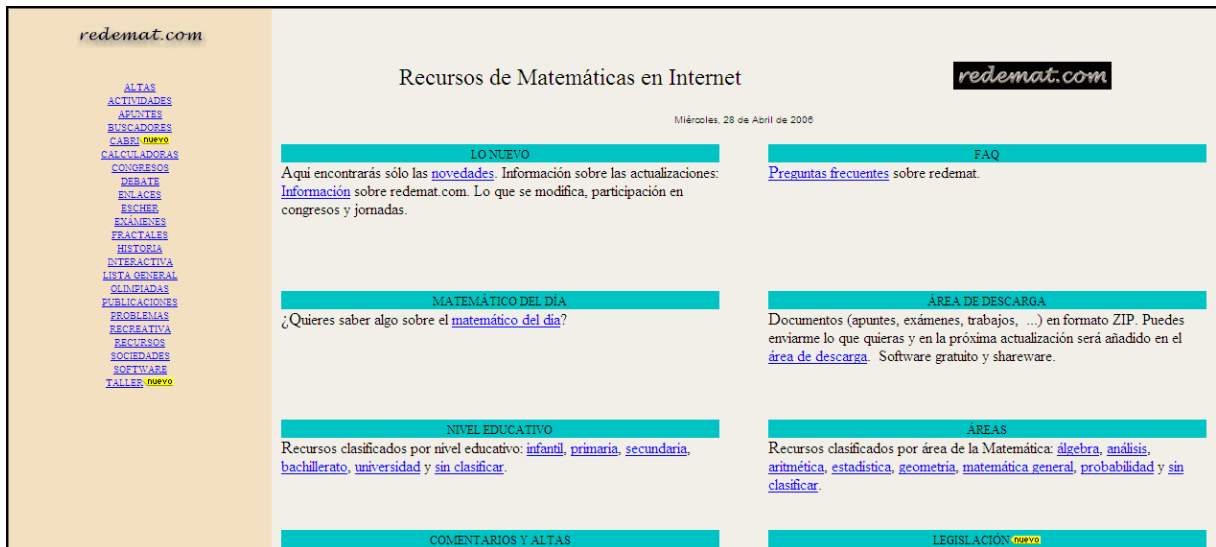 redemat.com
ALTAS
ACTIVIDADES
APUNTES
BUSCADORES
CABRI nuevo
CALCULADORAS
CONGRESOS
DEBATE
ENLACES
ESCHER
EXÁMENES
FRACTALES
HISTORIA
INTERACTIVA
LISTA GENERAL
OLIMPIADAS
PUBLICACIONES
PROBLEMAS
RECREATIVA
RECURSOS
SOCIEDADES
SOFTWARE
TALLER nuevo
Recursos de Matemáticas en Internet
redemat.com
Miércoles, 28 de Abril de 2006
LO NUEVO
Aqui encontrarás sólo las novedades. Información sobre las actualizaciones:
Información sobre redemat.com. Lo que se modifica, participación en
congresos y jornadas.
FAQ
Preguntas frecuentes sobre redemat.
MATEMÁTICO DEL DÍA
¿Quieres saber algo sobre el matemático del día?
ÁREA DE DESCARGA
Documentos (apuntes, exámenes, trabajos, ...) en formato ZIP. Puedes
enviarme lo que quieras y en la próxima actualización será añadido en el
área de descarga. Software gratuito y shareware.
NIVEL EDUCATIVO
Recursos clasificados por nivel educativo: infantil, primaria, secundaria,
bachillerato, universidad y sin clasificar.
ÁREAS
Recursos clasificados por área de la Matemática: álgebra, análisis,
aritmética, estadística, geometría, matemática general, probabilidad y sin
clasificar.
COMENTARIOS Y ALTAS
LEGISLACIÓN nuevo